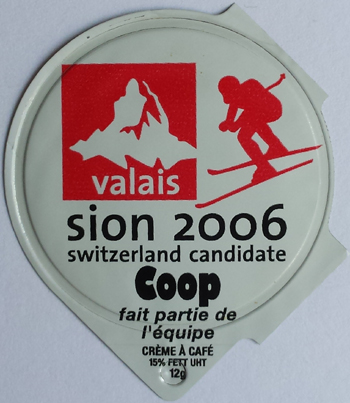 valais
sion 2006
switzerland candidate
Coop
fait partie de
l'équipe
CRÈME À CAFÉ
15% FETT UHT
12g